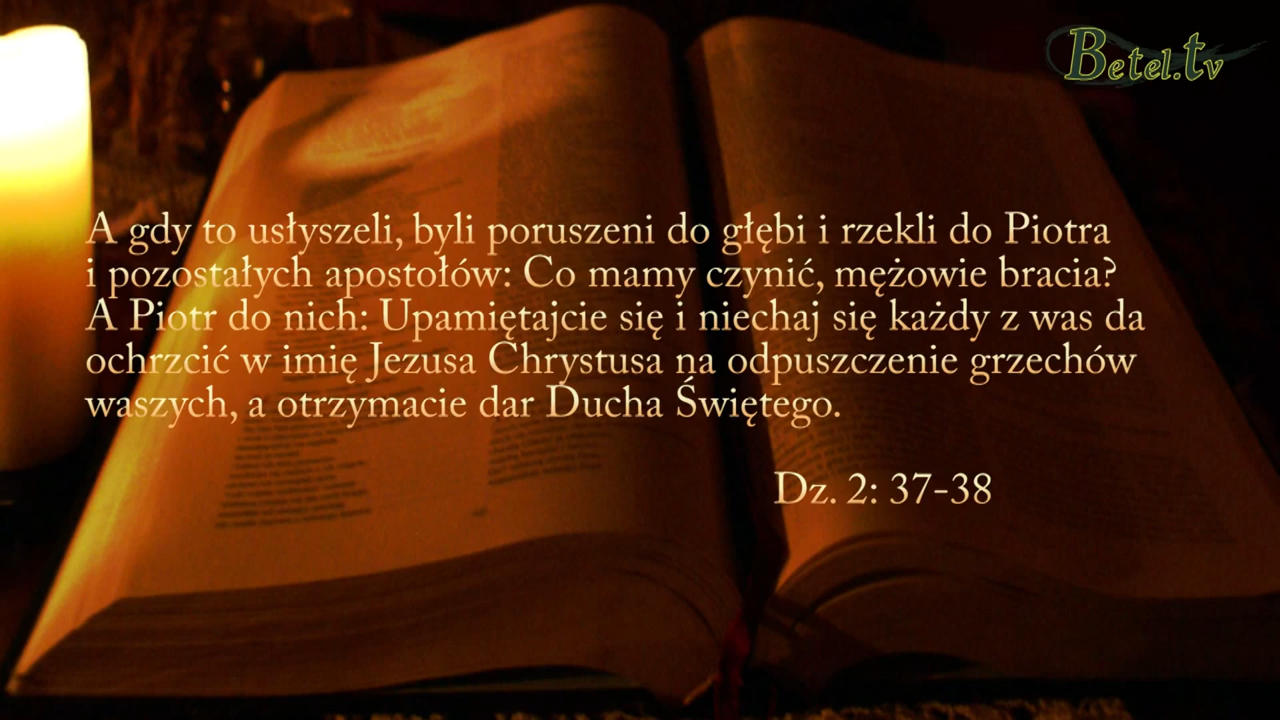 Betel.tv
A gdy to usłyszeli, byli poruszeni do głębi i rzekli do Piotra
i pozostałych apostołów: Co mamy czynić, mężowie bracia?
A Piotr do nich: Upamiętajcie się i niechaj się każdy z was da
ochrzcić w imię Jezusa Chrystusa na odpuszczenie grzechów
waszych, a otrzymacie dar Ducha Świętego.
Dz. 2: 37-38